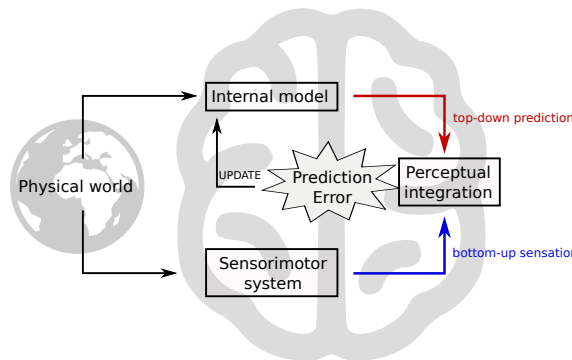 Internal model
top-down prediction
UPDATE
Prediction
Error
Physical world
Perceptual
integration
Sensorimotor
system
bottom-up sensation